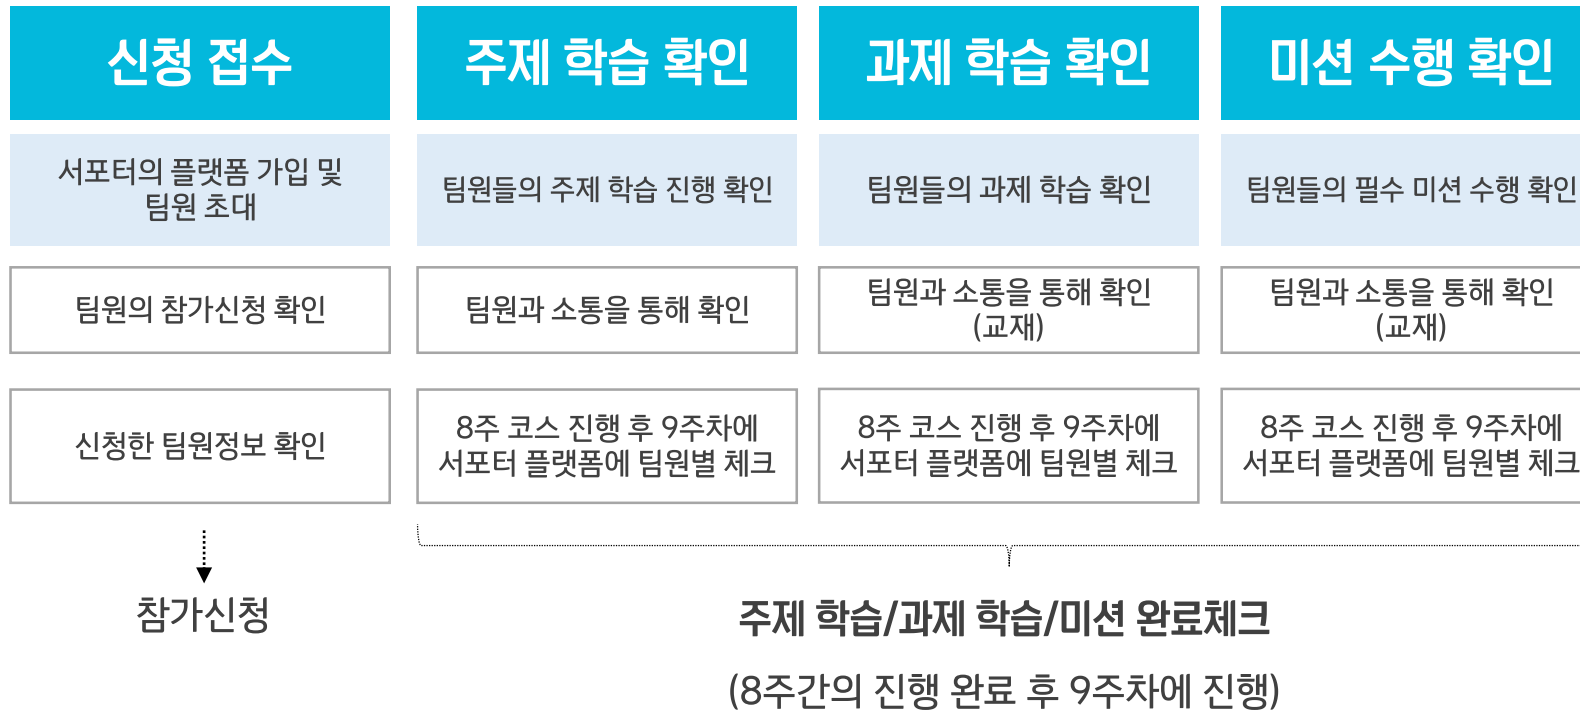 신청 접수
주제 학습 확인
과제 학습 확인
미션 수행 확인
서포터의 플랫폼 가입 및
팀원 초대
팀원들의 주제 학습 진행 확인
팀원들의 과제 학습 확인
팀원들의 필수 미션 수행 확인
팀원의 참가신청 확인
팀원과 소통을 통해 확인
팀원과 소통을 통해 확인
(교재)
팀원과 소통을 통해 확인
(교재)
신청한 팀원정보 확인
8주 코스 진행 후 9주차에
서포터 플랫폼에 팀원별 체크
8주 코스 진행 후 9주차에
서포터 플랫폼에 팀원별 체크
8주 코스 진행 후 9주차에
서포터 플랫폼에 팀원별 체크
참가신청
주제 학습/과제 학습/미션 완료체크
(8주간의 진행 완료 후 9주차에 진행)